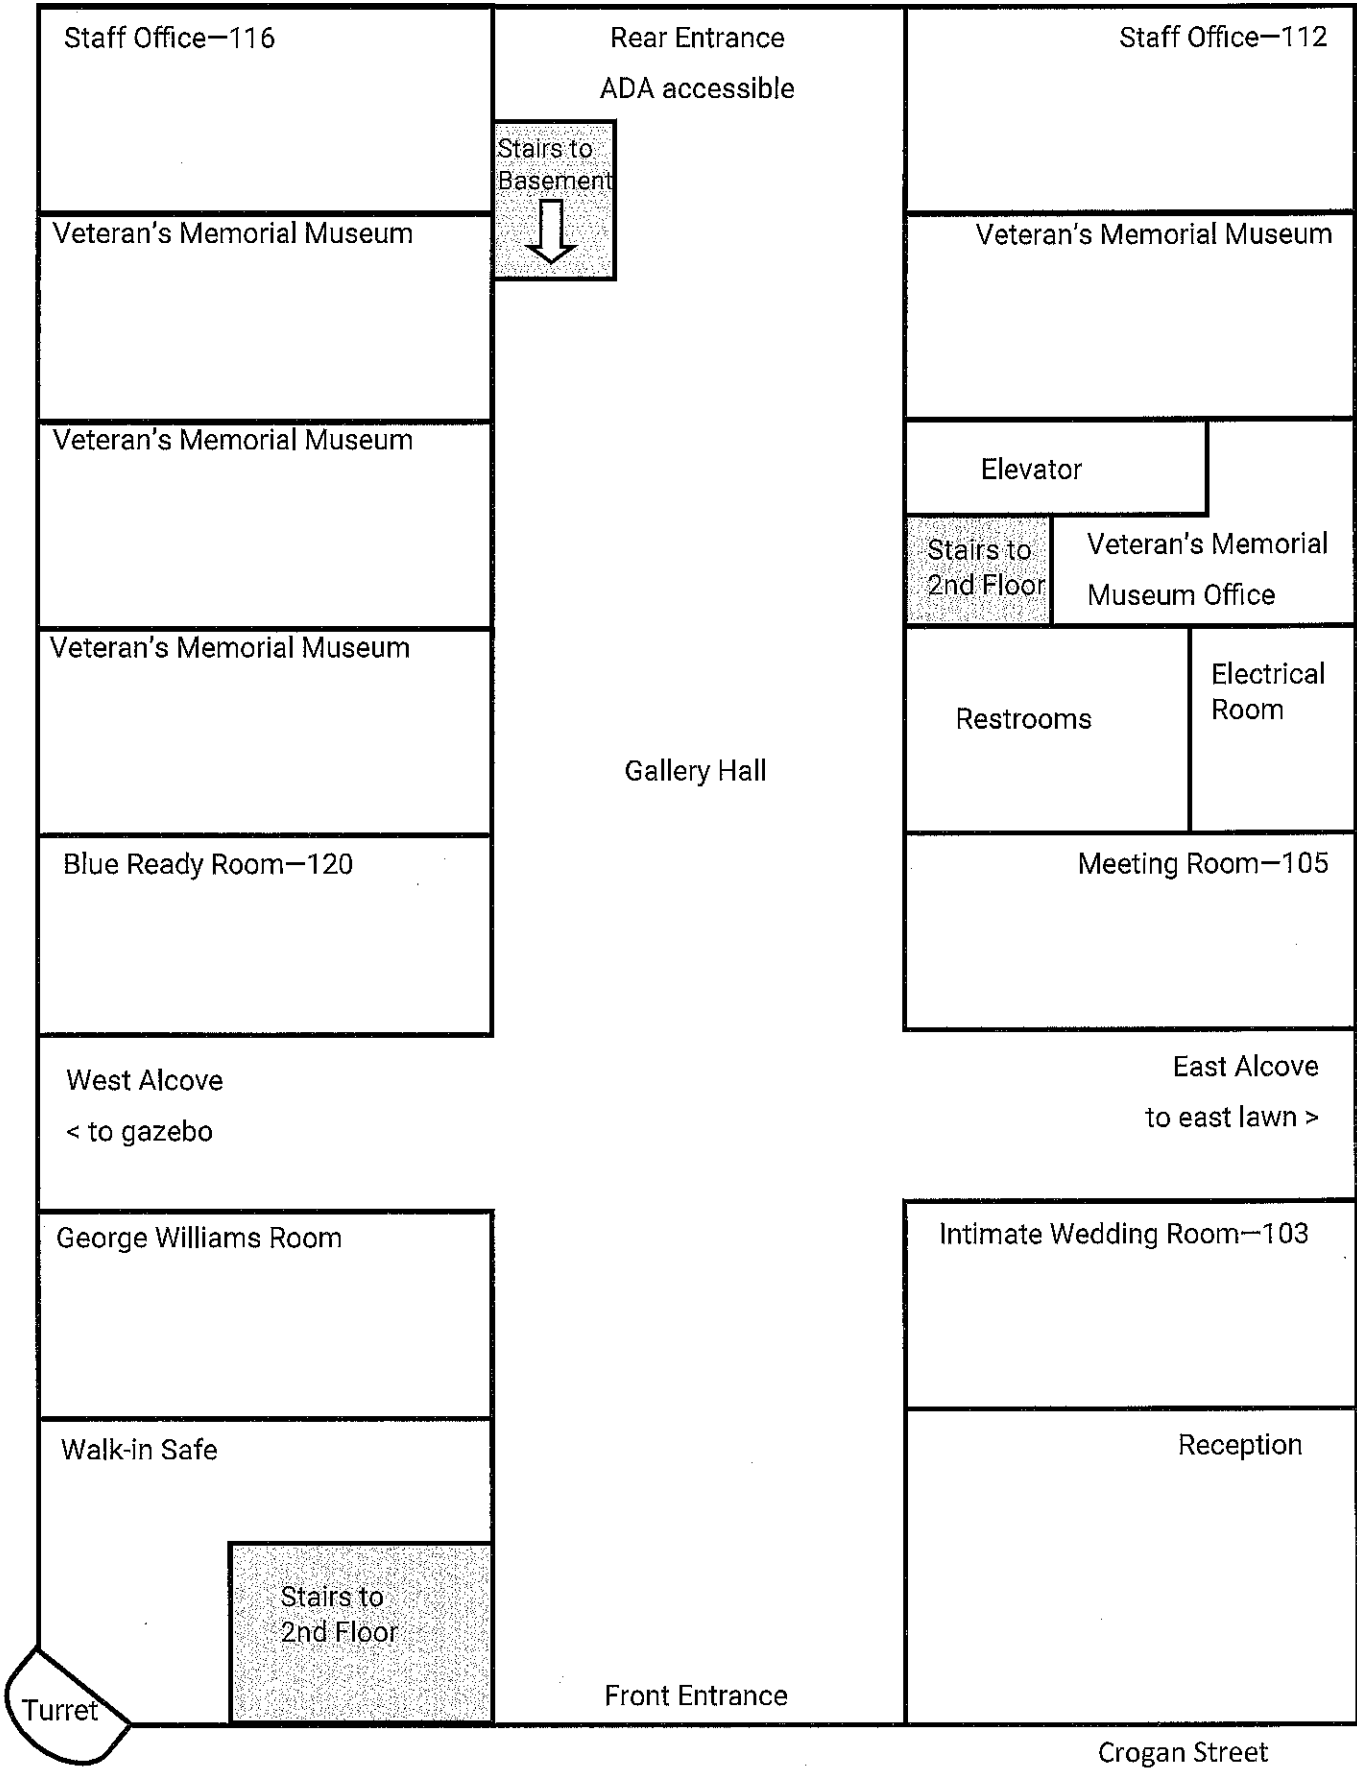 Staff Office—116
Rear Entrance
ADA accessible
Staff Office—112
Stairs to
Basement
Veteran's Memorial Museum
Veteran's Memorial Museum
Veteran's Memorial Museum
Elevator
Stairs to
2nd Floor
Veteran's Memorial
Museum Office
Veteran's Memorial Museum
Restrooms
Electrical
Room
Gallery Hall
Blue Ready Room—120
Meeting Room—105
West Alcove
< to gazebo
East Alcove
to east lawn >
George Williams Room
Intimate Wedding Room—103
Walk-in Safe
Reception
Stairs to
2nd Floor
Turret
Front Entrance
Crogan Street